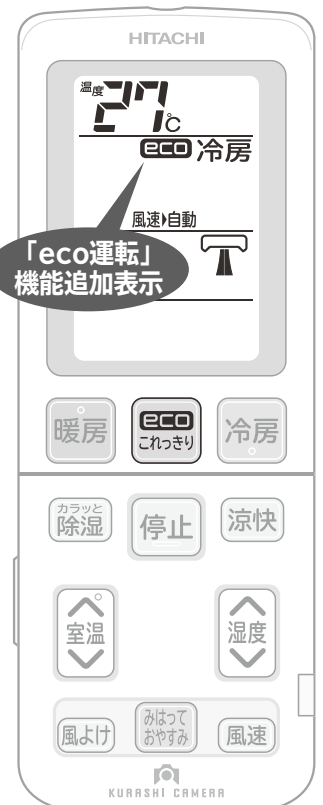 HITACHI
温度27℃
eco 冷房
風速▶自動
「eco運転」
機能追加表示
暖房
eco
これっきり
冷房
カラッと
除湿
停止
涼快
室温
湿度
風よけ
みはって
おやすみ
風速
KURASHI CAMERA